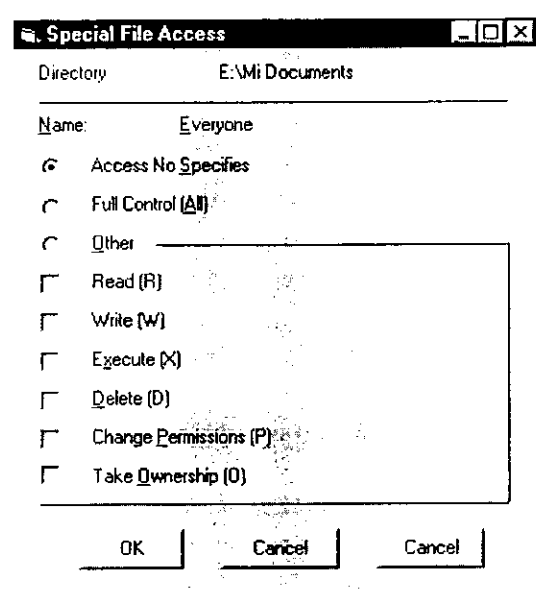 Special File Access
Directory E:\Mi Documents
Name: Everyone
Access No Specifies
Full Control (All)
Other
Read (R)
Write (W)
Execute (X)
Delete (D)
Change Permissions (P)
Take Ownership (O)
OK Cancel Cancel